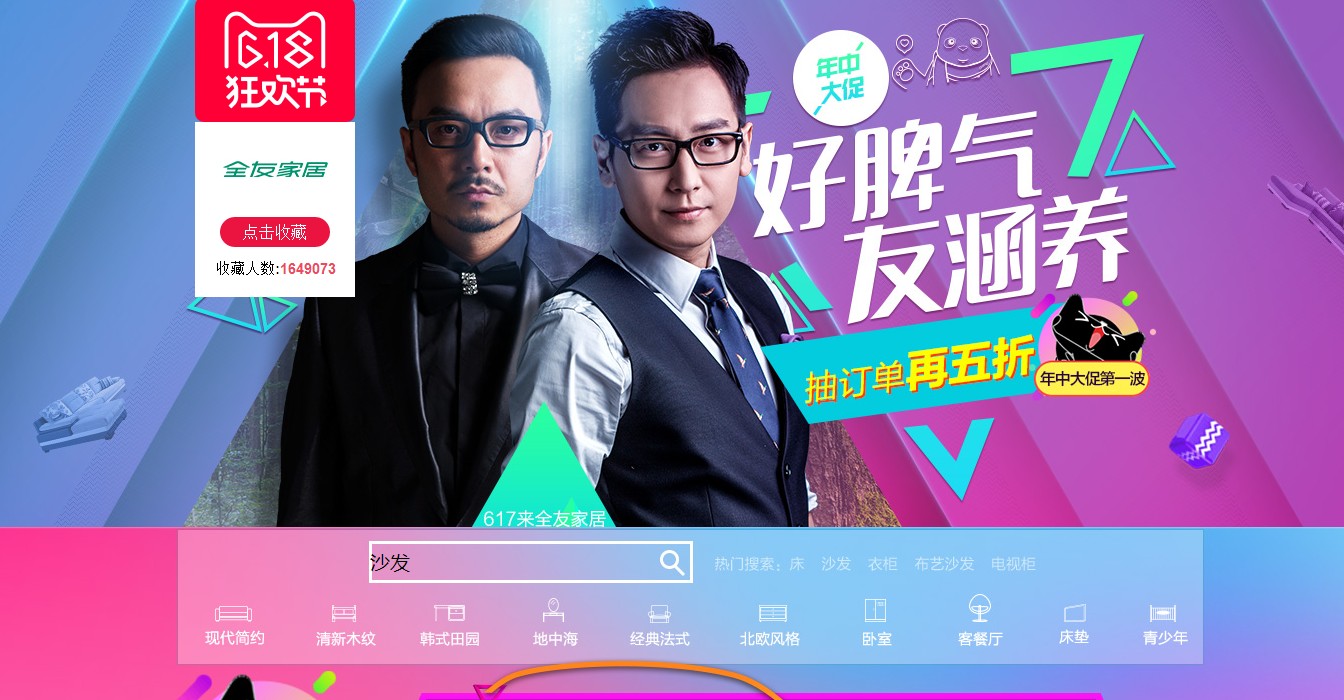 618
狂欢节
全友家居
点击收藏
收藏人数:1649073
年中
大促
7
好脾气
友涵养
抽订单再五折
年中大促第一波
617来全友家居
沙发
热门搜索: 床 沙发 衣柜 布艺沙发 电视柜
现代简约 清新木纹 韩式田园 地中海 经典法式 北欧风格 卧室 客餐厅 床垫 青少年